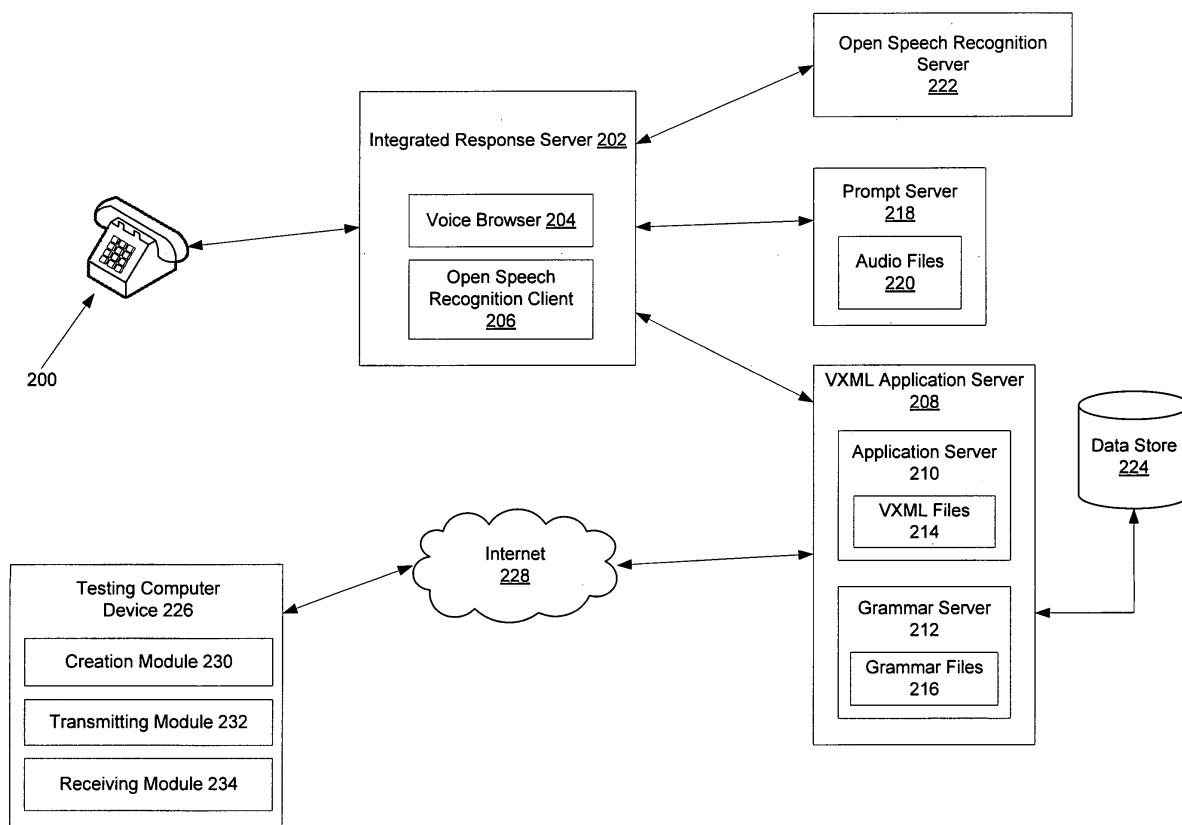 Open Speech Recognition
Server
222
Integrated Response Server 202
Voice Browser 204
Open Speech
Recognition Client
206
Prompt Server
218
Audio Files
220
200
VXML Application Server
208
Application Server
210
VXML Files
214
Data Store
224
Internet
228
Testing Computer
Device 226
Creation Module 230
Transmitting Module 232
Receiving Module 234
Grammar Server
212
Grammar Files
216